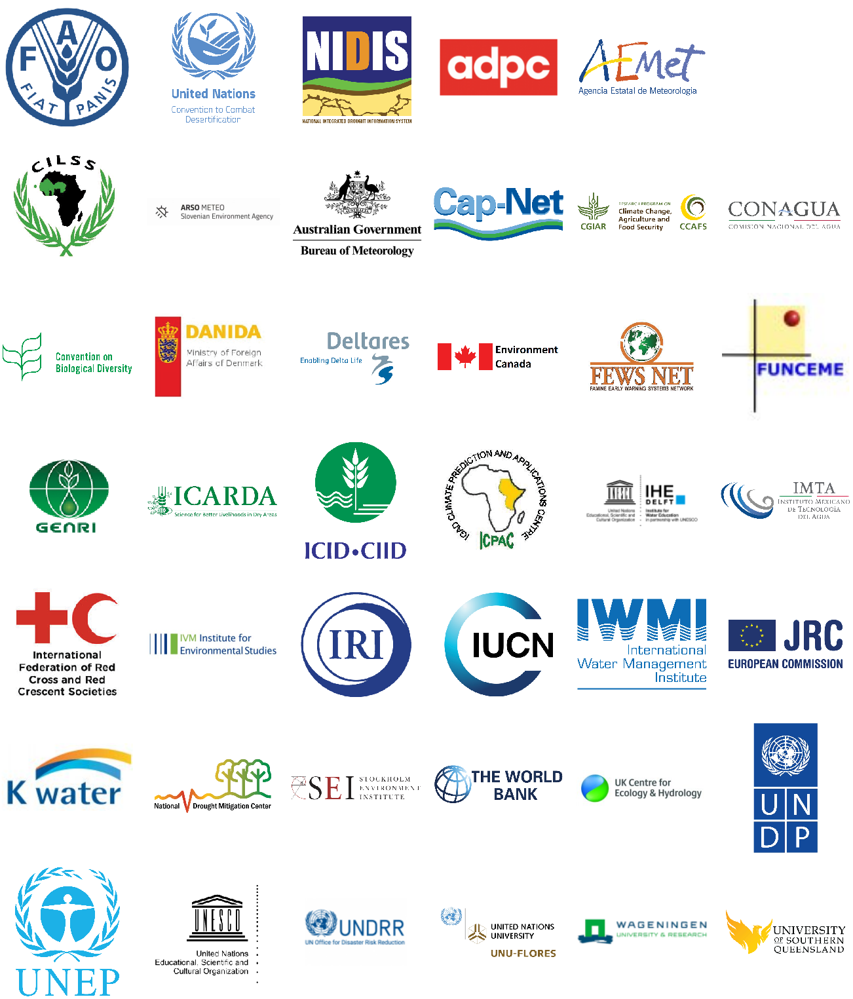 FAO
FIAT PANIS
United Nations
Convention to Combat
Desertification
NIDIS
NATIONAL INTEGRATED DROUGHT INFORMATION SYSTEM
adpc
AEMet
Agencia Estatal de Meteorología
CILSS
ARSO METEO
Slovenian Environment Agency
AUSTRALIA
Australian Government
Bureau of Meteorology
Cap-Net
CGIAR
RESEARCH PROGRAM ON
Climate Change,
Agriculture and
Food Security
CCAFS
CONAGUA
COMISIÓN NACIONAL DEL AGUA
Convention on
Biological Diversity
DANIDA
Ministry of Foreign
Affairs of Denmark
Deltares
Enabling Delta Life
Environment
Canada
FEWS NET
FAMINE EARLY WARNING SYSTEMS NETWORK
FUNCEME
GENRI
ICARDA
Science for Better Livelihoods in Dry Areas
ICID•CIID
IGAD CLIMATE PREDICTION AND APPLICATIONS CENTRE
ICPAC
UNESCO
United Nations
Educational, Scientific and
Cultural Organization
IHE
DELFT
Institute for
Water Education
in partnership with UNESCO
IMTA
INSTITUTO MEXICANO
DE TECNOLOGÍA
DEL AGUA
International
Federation of Red
Cross and Red
Crescent Societies
IVM Institute for
Environmental Studies
IRI
IUCN
IWMI
International
Water Management
Institute
JRC
EUROPEAN COMMISSION
K water
National Drought Mitigation Center
SEI
STOCKHOLM
ENVIRONMENT
INSTITUTE
THE WORLD
BANK
UK Centre for
Ecology & Hydrology
UN
DP
UNEP
UNESCO
United Nations
Educational, Scientific and
Cultural Organization
UNDRR
UN Office for Disaster Risk Reduction
UNITED NATIONS
UNIVERSITY
UNU-FLORES
WAGENINGEN
UNIVERSITY & RESEARCH
UNIVERSITY
OF SOUTHERN
QUEENSLAND